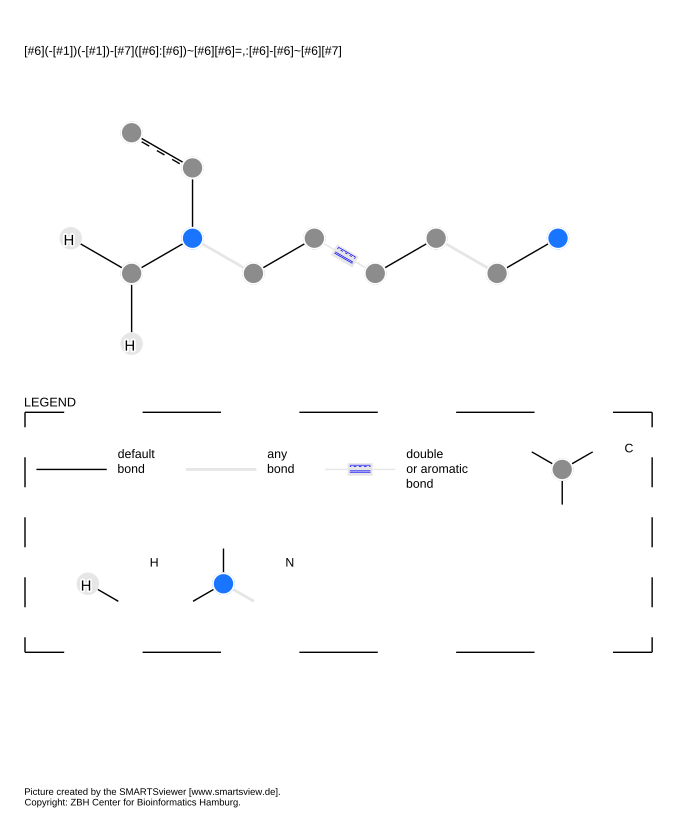 [#6](-[#1])(-[#1])-[#7]([#6]:[#6])~[#6][#6]=,:[#6]-[#6]~[#6][#7]
H
H
LEGEND
default
bond
any
bond
double
or aromatic
bond
C
H
H
N
Picture created by the SMARTSviewer [www.smartsview.de].
Copyright: ZBH Center for Bioinformatics Hamburg.